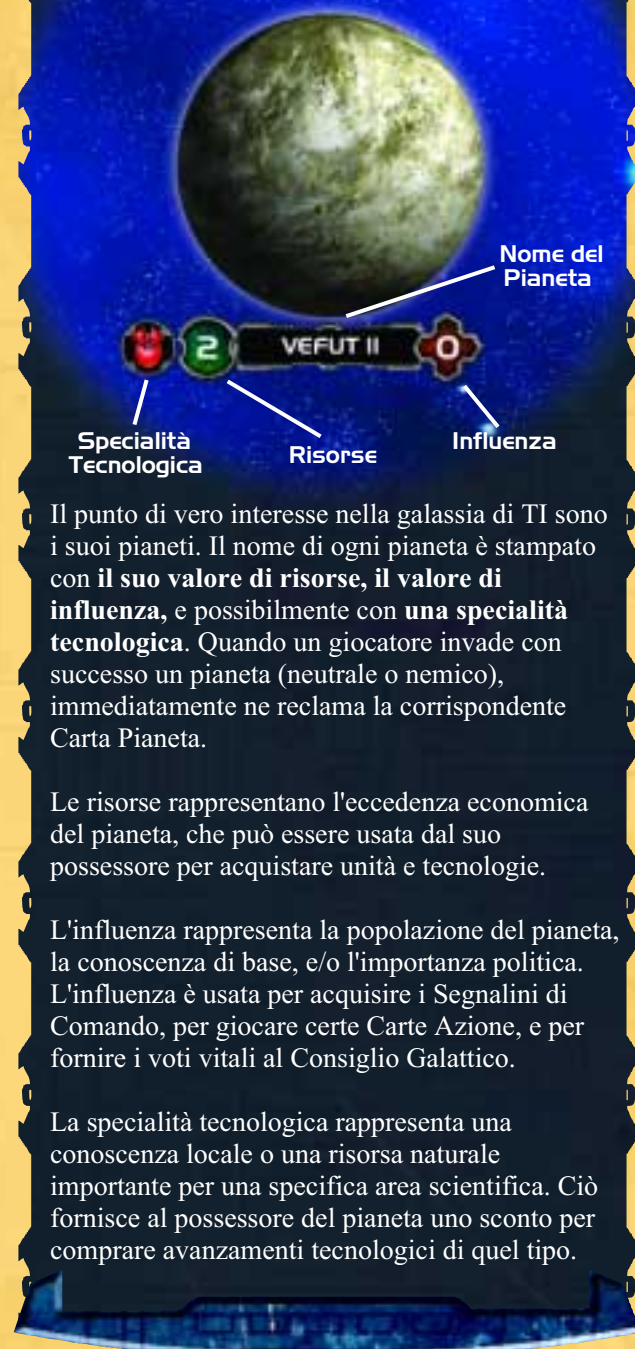 Nome del
Pianeta
2 VEFUT II 0
Specialità
Tecnologica
Risorse
Influenza
Il punto di vero interesse nella galassia di TI sono
i suoi pianeti. Il nome di ogni pianeta è stampato
con il suo valore di risorse, il valore di
influenza, e possibilmente con una specialità
tecnologica. Quando un giocatore invade con
successo un pianeta (neutrale o nemico),
immediatamente ne reclama la corrispondente
Carta Pianeta.
Le risorse rappresentano l'eccedenza economica
del pianeta, che può essere usata dal suo
possessore per acquistare unità e tecnologie.
L'influenza rappresenta la popolazione del pianeta,
la conoscenza di base, e/o l'importanza politica.
L'influenza è usata per acquisire i Segnalini di
Comando, per giocare certe Carte Azione, e per
fornire i voti vitali al Consiglio Galattico.
La specialità tecnologica rappresenta una
conoscenza locale o una risorsa naturale
importante per una specifica area scientifica. Ciò
fornisce al possessore del pianeta uno sconto per
comprare avanzamenti tecnologici di quel tipo.